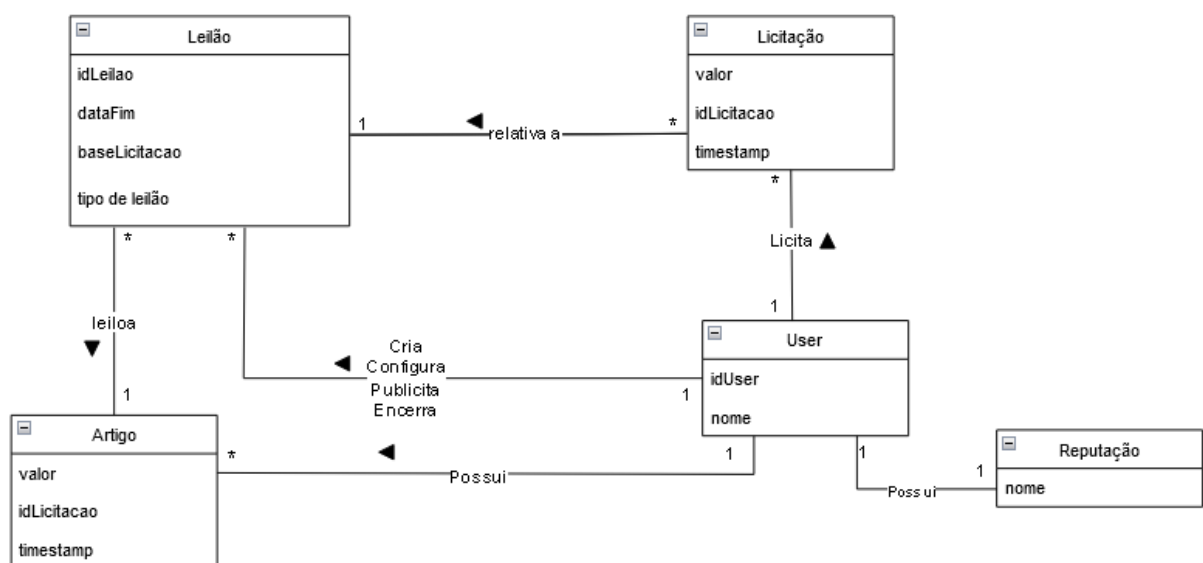 Leilão
idLeilao
dataFim
baseLicitacao
tipo de leilão
1
relativa a
*
Licitação
valor
idLicitacao
timestamp
*
Licita
1
*
*
leiloa
1
Cria
Configura
Publicita
Encerra
1
User
idUser
nome
Artigo
valor
idLicitacao
timestamp
*
Possui
1
1
Possui
1
Reputação
nome